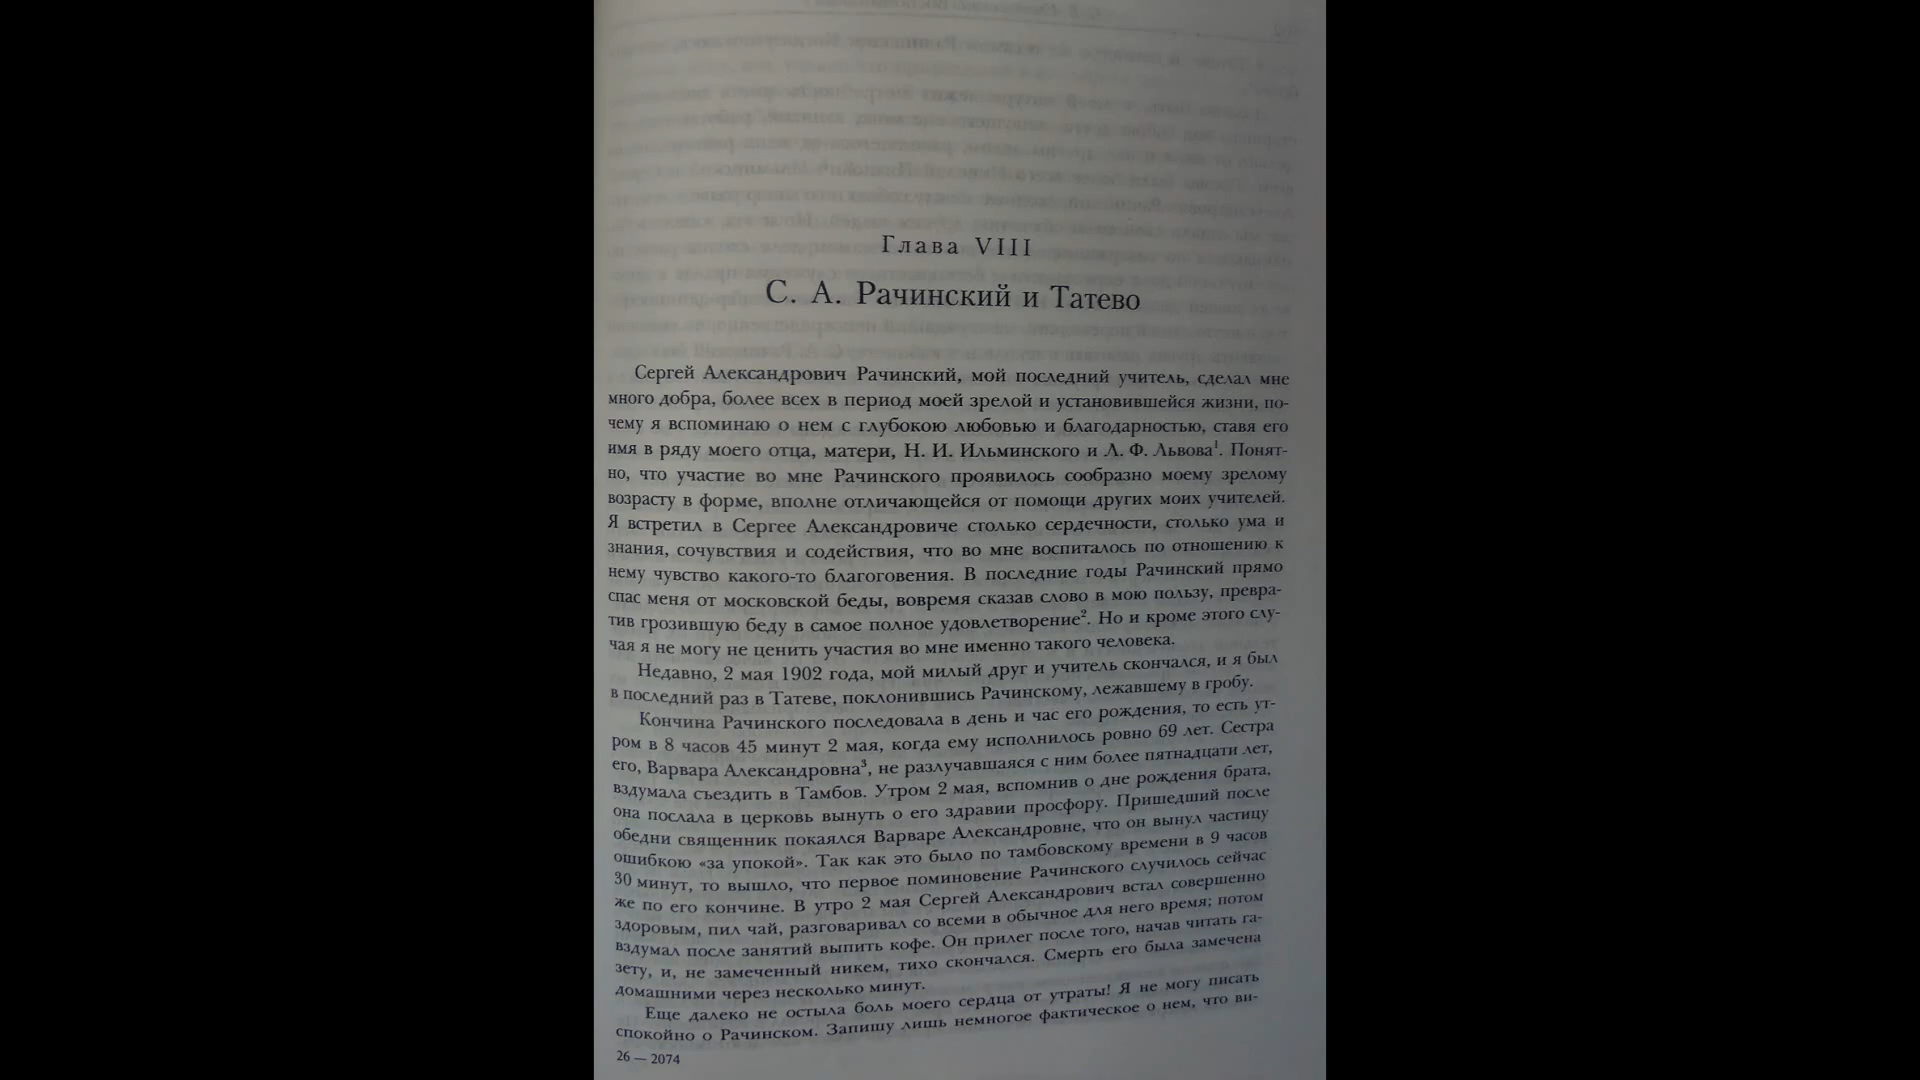 Глава VIII
С. А. Рачинский и Татево
Сергей Александрович Рачинский, мой последний учитель, сделал мне
много добра, более всех в период моей зрелой и установившейся жизни, по-
чему я вспоминаю о нем с глубокою любовью и благодарностью, ставя его
имя в ряду моего отца, матери, Н. И. Ильминского и Л. Ф. Львова¹. Понят-
но, что участие во мне Рачинского проявилось сообразно моему зрелому
возрасту в форме, вполне отличающейся от помощи других моих учителей.
Я встретил в Сергее Александровиче столько сердечности, столько ума и
знания, сочувствия и содействия, что во мне воспиталось по отношению к
нему чувство какого-то благоговения. В последние годы Рачинский прямо
спас меня от московской беды, вовремя сказав слово в мою пользу, превра-
тив грозившую беду в самое полное удовлетворение². Но и кроме этого слу-
чая я не могу не ценить участия во мне именно такого человека.
Недавно, 2 мая 1902 года, мой милый друг и учитель скончался, и я был
в последний раз в Татеве, поклонившись Рачинскому, лежавшему в гробу.
Кончина Рачинского последовала в день и час его рождения, то есть ут-
ром в 8 часов 45 минут 2 мая, когда ему исполнилось ровно 69 лет. Сестра
его, Варвара Александровна³, не разлучавшаяся с ним более пятнадцати лет,
вздумала съездить в Тамбов. Утром 2 мая, вспомнив о дне рождения брата,
она послала в церковь вынуть о его здравии просфору. Пришедший после
обедни священник покаялся Варваре Александровне, что он вынул частицу
ошибкою «за упокой». Так как это было по тамбовскому времени в 9 часов
30 минут, то вышло, что первое поминовение Рачинского случилось сейчас
же по его кончине. В утро 2 мая Сергей Александрович встал совершенно
здоровым, пил чай, разговаривал со всеми в обычное для него время; потом
вздумал после занятий выпить кофе. Он прилег после того, начав читать га-
зету, и, не замеченный никем, тихо скончался. Смерть его была замечена
домашними через несколько минут.
Еще далеко не остыла боль моего сердца от утраты! Я не могу писать
спокойно о Рачинском. Запишу лишь немногое фактическое о нем, что ви-
26 — 2074